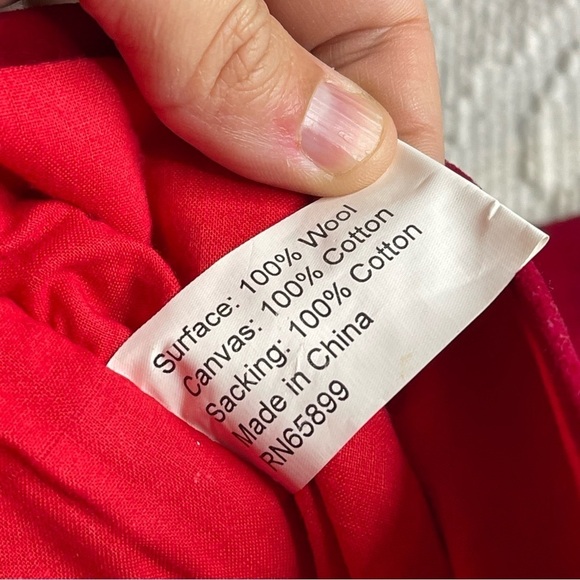 Surface: 100% Wool
Canvas: 100% Cotton
Sacking: 100% Cotton
Made in China
RN65899